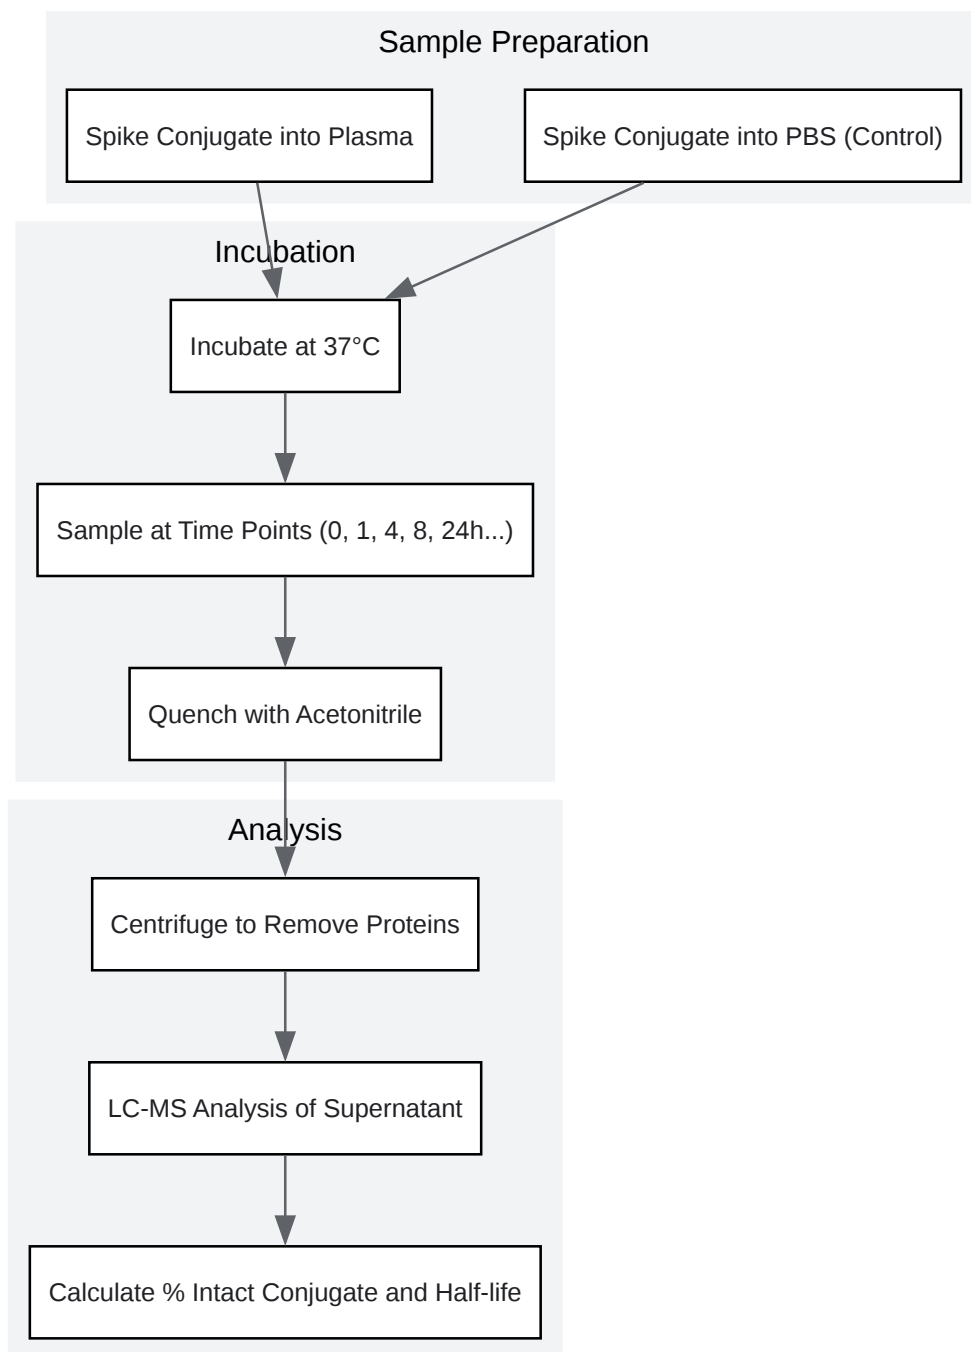 Sample Preparation
Spike Conjugate into Plasma
Spike Conjugate into PBS (Control)
Incubation
Incubate at 37°C
Sample at Time Points (0, 1, 4, 8, 24h...)
Quench with Acetonitrile
Analysis
Centrifuge to Remove Proteins
LC-MS Analysis of Supernatant
Calculate % Intact Conjugate and Half-life